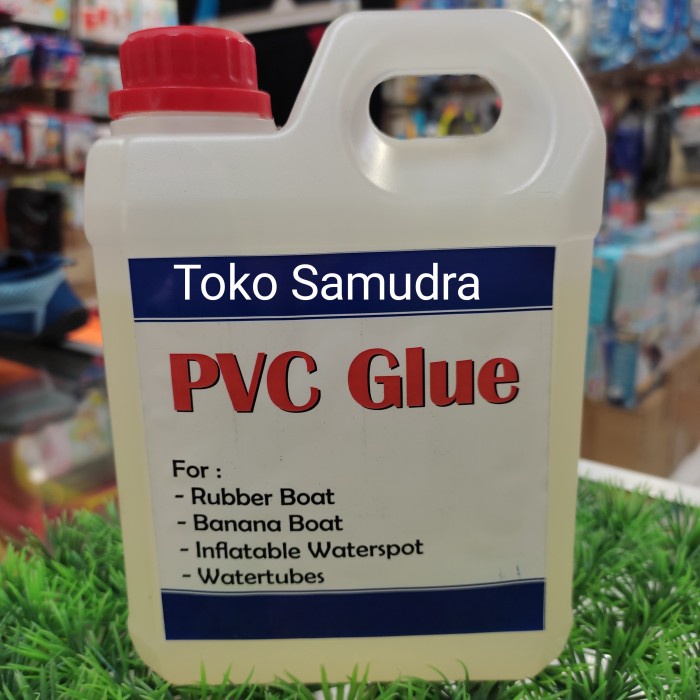 Toko Samudra
PVC Glue
For :
- Rubber Boat
- Banana Boat
- Inflatable Waterspot
- Watertubes